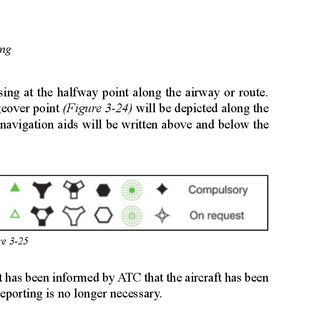 ng
sing at the halfway point along the airway or route.
eover point (Figure 3-24) will be depicted along the
navigation aids will be written above and below the
Compulsory
On request
re 3-25
t has been informed by ATC that the aircraft has been
eporting is no longer necessary.